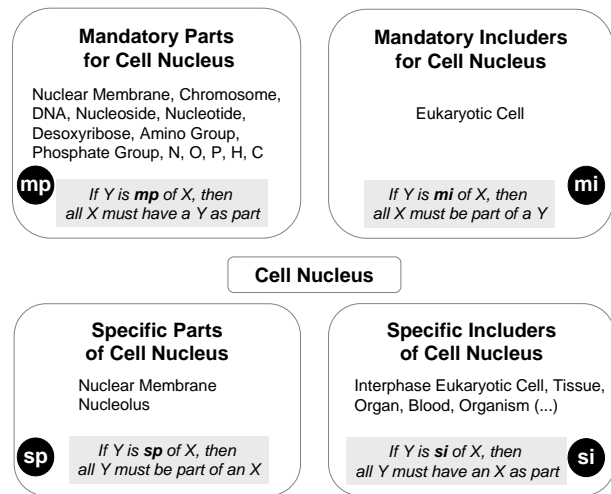 Mandatory Parts
for Cell Nucleus
Nuclear Membrane, Chromosome,
DNA, Nucleoside, Nucleotide,
Desoxyribose, Amino Group,
Phosphate Group, N, O, P, H, C
mp
If Y is mp of X, then
all X must have a Y as part
Mandatory Includers
for Cell Nucleus
Eukaryotic Cell
If Y is mi of X, then
all X must be part of a Y
mi
Cell Nucleus
Specific Parts
of Cell Nucleus
Nuclear Membrane
Nucleolus
sp
If Y is sp of X, then
all Y must be part of an X
Specific Includers
of Cell Nucleus
Interphase Eukaryotic Cell, Tissue,
Organ, Blood, Organism (...)
If Y is si of X, then
all Y must have an X as part
si